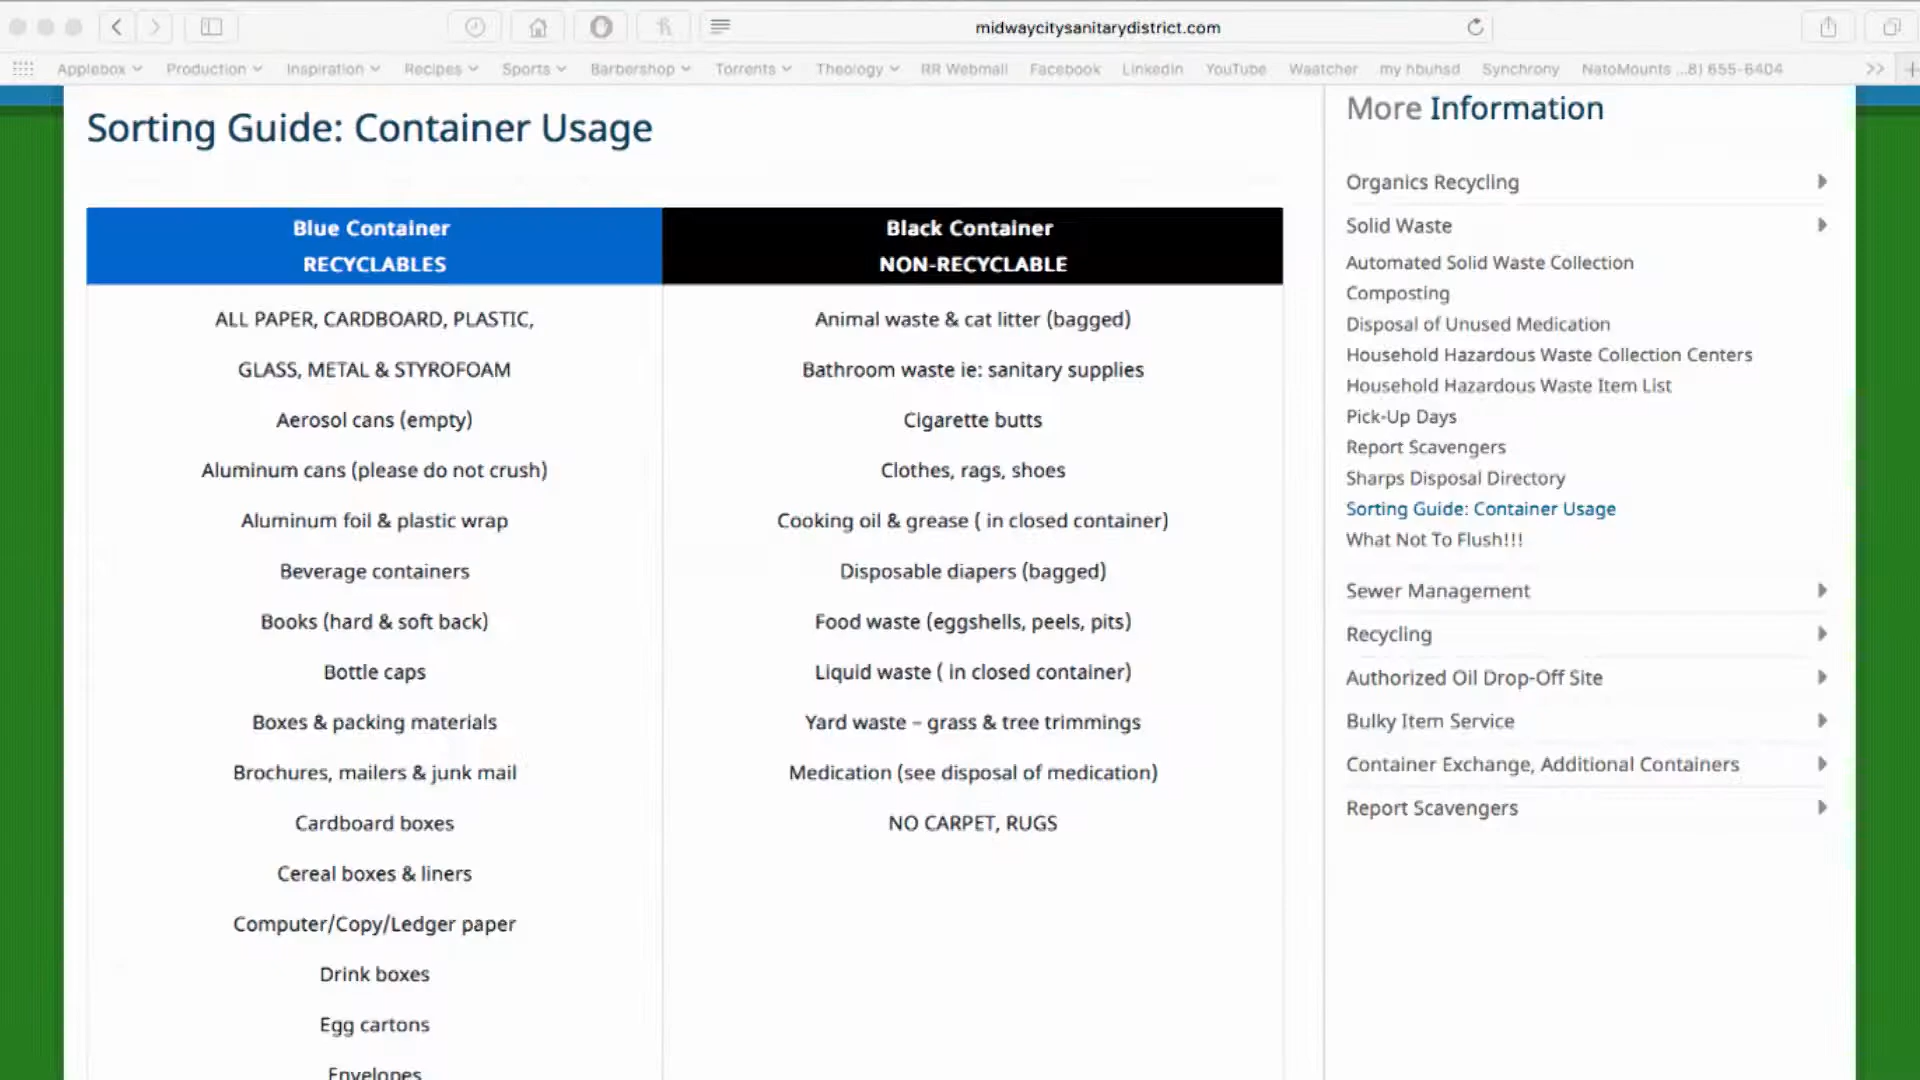 midwaycitysanitarydistrict.com
Applebox Production Inspiration Recipes Sports Barbershop Torrents Theology RR Webmail Facebook LinkedIn YouTube Waatcher my hbuhsd Synchrony NatoMounts ...8) 655-6404 >>
Sorting Guide: Container Usage
Blue Container
RECYCLABLES
ALL PAPER, CARDBOARD, PLASTIC,
GLASS, METAL & STYROFOAM
Aerosol cans (empty)
Aluminum cans (please do not crush)
Aluminum foil & plastic wrap
Beverage containers
Books (hard & soft back)
Bottle caps
Boxes & packing materials
Brochures, mailers & junk mail
Cardboard boxes
Cereal boxes & liners
Computer/Copy/Ledger paper
Drink boxes
Egg cartons
Envelopes
Black Container
NON-RECYCLABLE
Animal waste & cat litter (bagged)
Bathroom waste ie: sanitary supplies
Cigarette butts
Clothes, rags, shoes
Cooking oil & grease ( in closed container)
Disposable diapers (bagged)
Food waste (eggshells, peels, pits)
Liquid waste ( in closed container)
Yard waste – grass & tree trimmings
Medication (see disposal of medication)
NO CARPET, RUGS
More Information
Organics Recycling
Solid Waste
Automated Solid Waste Collection
Composting
Disposal of Unused Medication
Household Hazardous Waste Collection Centers
Household Hazardous Waste Item List
Pick-Up Days
Report Scavengers
Sharps Disposal Directory
Sorting Guide: Container Usage
What Not To Flush!!!
Sewer Management
Recycling
Authorized Oil Drop-Off Site
Bulky Item Service
Container Exchange, Additional Containers
Report Scavengers